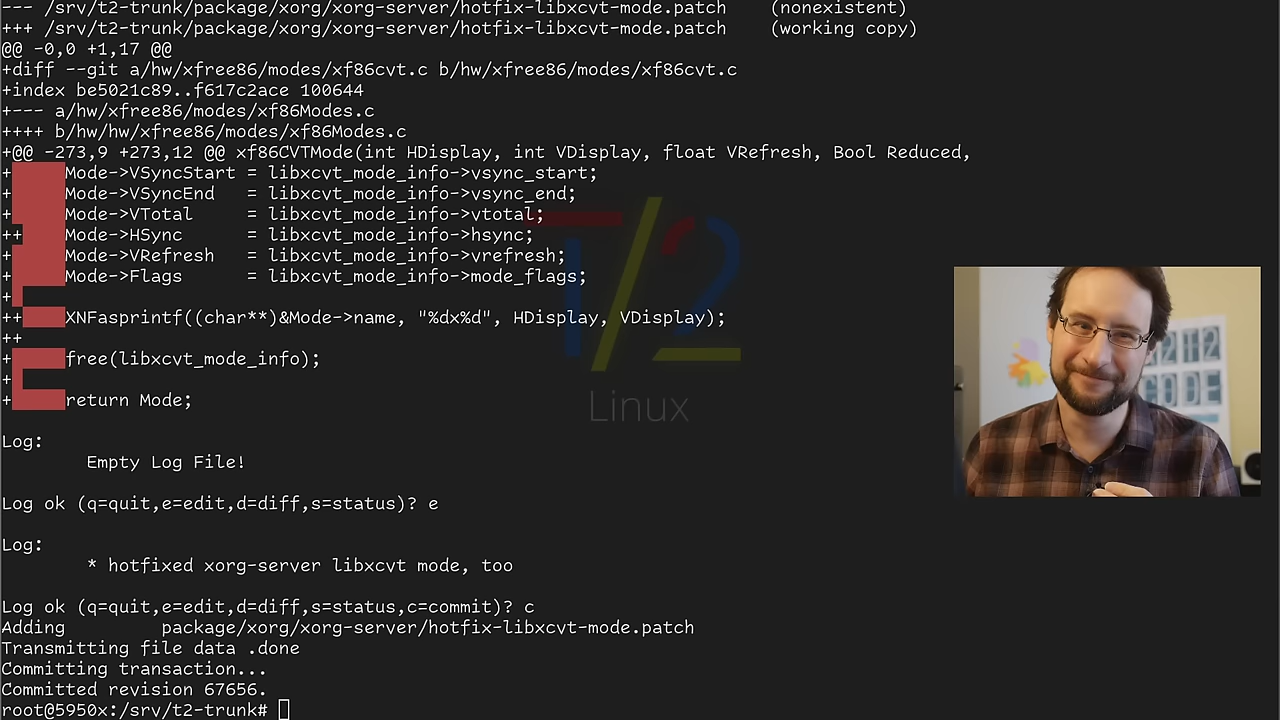 --- /srv/t2-trunk/package/xorg/xorg-server/hotfix-libxcvt-mode.patch    (nonexistent)
+++ /srv/t2-trunk/package/xorg/xorg-server/hotfix-libxcvt-mode.patch    (working copy)
@@ -0,0 +1,17 @@
+diff --git a/hw/xfree86/modes/xf86cvt.c b/hw/xfree86/modes/xf86cvt.c
+index be5021c89..f617c2ace 100644
+--- a/hw/xfree86/modes/xf86Modes.c
++++ b/hw/hw/xfree86/modes/xf86Modes.c
+@@ -273,9 +273,12 @@ xf86CVTMode(int HDisplay, int VDisplay, float VRefresh, Bool Reduced,
+     Mode->VSyncStart = libxcvt_mode_info->vsync_start;
+     Mode->VSyncEnd   = libxcvt_mode_info->vsync_end;
+     Mode->VTotal     = libxcvt_mode_info->vtotal;
++    Mode->HSync      = libxcvt_mode_info->hsync;
+     Mode->VRefresh   = libxcvt_mode_info->vrefresh;
+     Mode->Flags      = libxcvt_mode_info->mode_flags;
+
++    XNFasprintf((char**)&Mode->name, "%dx%d", HDisplay, VDisplay);
++
+     free(libxcvt_mode_info);
+
+     return Mode;
T/2
Linux
Log:
        Empty Log File!
Log ok (q=quit,e=edit,d=diff,s=status)? e
Log:
        * hotfixed xorg-server libxcvt mode, too
Log ok (q=quit,e=edit,d=diff,s=status,c=commit)? c
Adding         package/xorg/xorg-server/hotfix-libxcvt-mode.patch
Transmitting file data .done
Committing transaction...
Committed revision 67656.
root@5950x:/srv/t2-trunk#
CODE